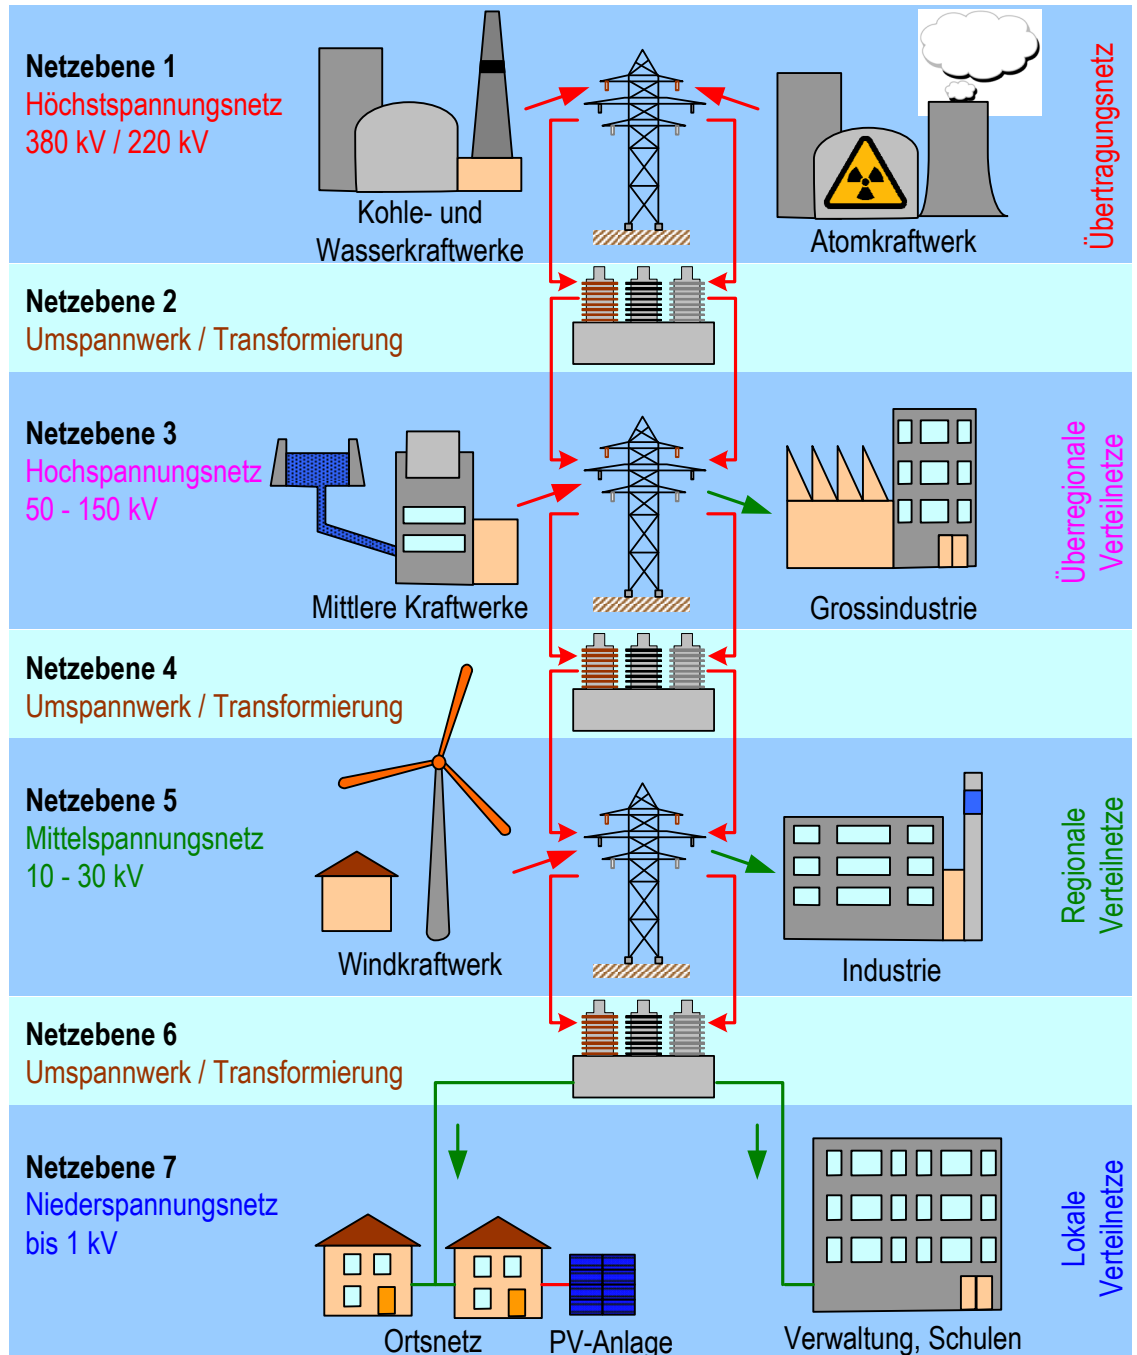 Netzebene 1
Höchstspannungsnetz
380 kV / 220 kV
Kohle- und
Wasserkraftwerke
Atomkraftwerk
Übertragungsnetz
Netzebene 2
Umspannwerk / Transformierung
Netzebene 3
Hochspannungsnetz
50 - 150 kV
Mittlere Kraftwerke
Grossindustrie
Überregionale
Verteilnetze
Netzebene 4
Umspannwerk / Transformierung
Netzebene 5
Mittelspannungsnetz
10 - 30 kV
Windkraftwerk
Industrie
Regionale
Verteilnetze
Netzebene 6
Umspannwerk / Transformierung
Netzebene 7
Niederspannungsnetz
bis 1 kV
Ortsnetz
PV-Anlage
Verwaltung, Schulen
Lokale
Verteilnetze